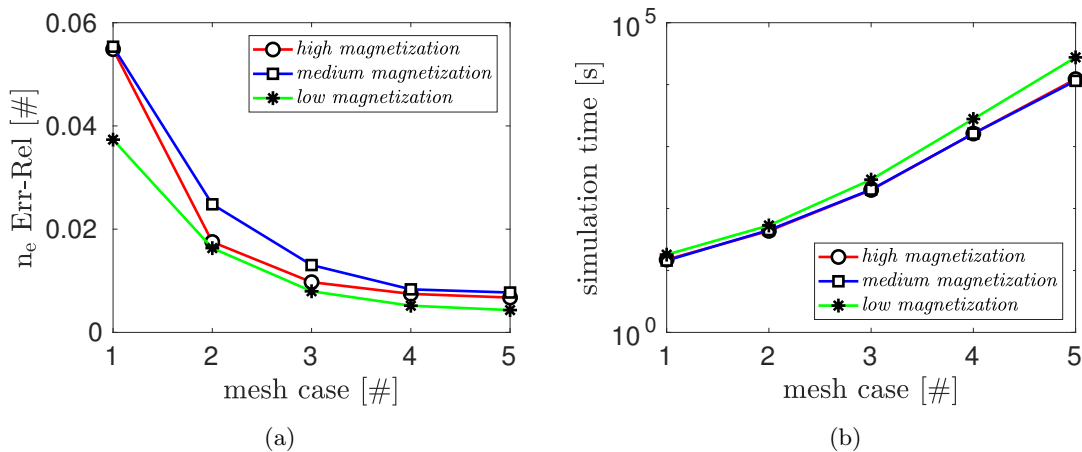 0.06
0.04
0.02
0
n_e Err-Rel [#]
high magnetization
medium magnetization
low magnetization
1 2 3 4 5
mesh case [#]
(a)
10^5
10^0
simulation time [s]
high magnetization
medium magnetization
low magnetization
1 2 3 4 5
mesh case [#]
(b)